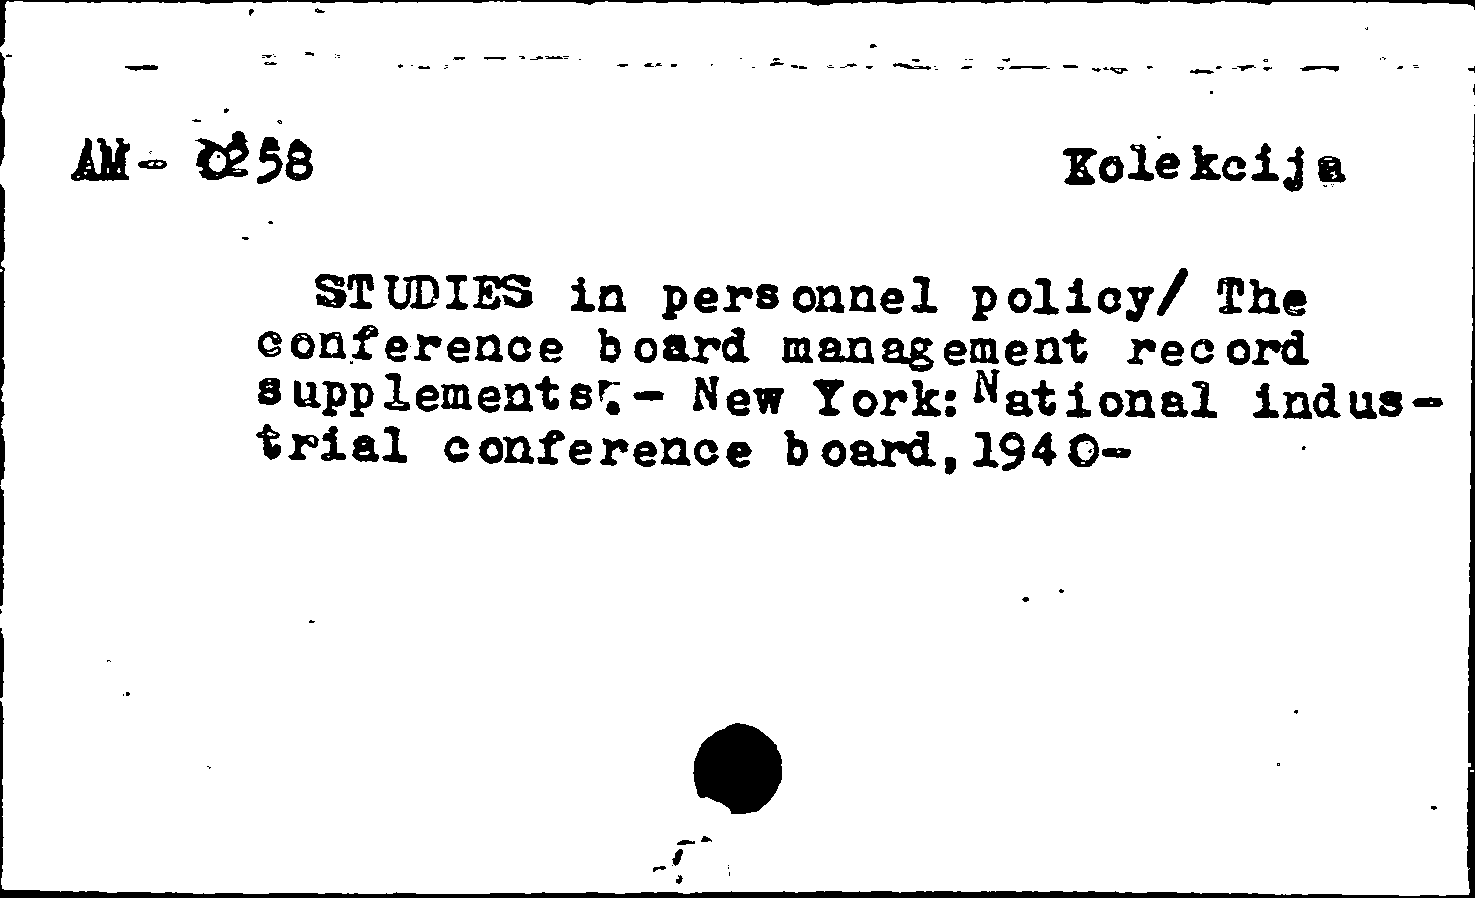 AM- 0258 Kolekcija
STUDIES in personnel policy/ The
conference board management record
supplements.- New York: National indus-
trial conference board,1940-